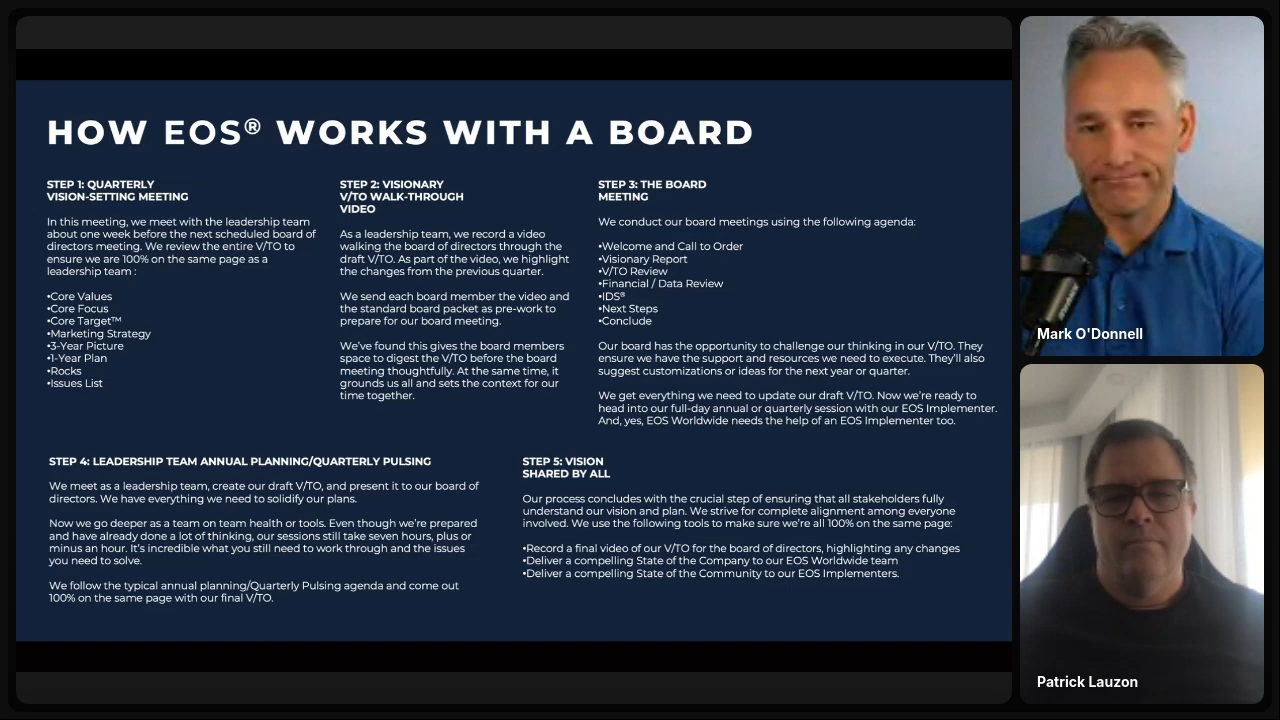 HOW EOS® WORKS WITH A BOARD
STEP 1: QUARTERLY
VISION-SETTING MEETING
In this meeting, we meet with the leadership team
about one week before the next scheduled board of
directors meeting. We review the entire V/TO to
ensure we are 100% on the same page as a
leadership team :
•Core Values
•Core Focus
•Core Target™
•Marketing Strategy
•3-Year Picture
•1-Year Plan
•Rocks
•Issues List
STEP 2: VISIONARY
V/TO WALK-THROUGH
VIDEO
As a leadership team, we record a video
walking the board of directors through the
draft V/TO. As part of the video, we highlight
the changes from the previous quarter.
We send each board member the video and
the standard board packet as pre-work to
prepare for our board meeting.
We've found this gives the board members
space to digest the V/TO before the board
meeting thoughtfully. At the same time, it
grounds us all and sets the context for our
time together.
STEP 3: THE BOARD
MEETING
We conduct our board meetings using the following agenda:
•Welcome and Call to Order
•Visionary Report
•V/TO Review
•Financial / Data Review
•IDS®
•Next Steps
•Conclude
Our board has the opportunity to challenge our thinking in our V/TO. They
ensure we have the support and resources we need to execute. They'll also
suggest customizations or ideas for the next year or quarter.
We get everything we need to update our draft V/TO. Now we're ready to
head into our full-day annual or quarterly session with our EOS Implementer.
And, yes, EOS Worldwide needs the help of an EOS Implementer too.
STEP 4: LEADERSHIP TEAM ANNUAL PLANNING/QUARTERLY PULSING
We meet as a leadership team, create our draft V/TO, and present it to our board of
directors. We have everything we need to solidify our plans.
Now we go deeper as a team on team health or tools. Even though we're prepared
and have already done a lot of thinking, our sessions still take seven hours, plus or
minus an hour. It's incredible what you still need to work through and the issues
you need to solve.
We follow the typical annual planning/Quarterly Pulsing agenda and come out
100% on the same page with our final V/TO.
STEP 5: VISION
SHARED BY ALL
Our process concludes with the crucial step of ensuring that all stakeholders fully
understand our vision and plan. We strive for complete alignment among everyone
involved. We use the following tools to make sure we're all 100% on the same page:
•Record a final video of our V/TO for the board of directors, highlighting any changes
•Deliver a compelling State of the Company to our EOS Worldwide team
•Deliver a compelling State of the Community to our EOS Implementers.
Mark O'Donnell
Patrick Lauzon